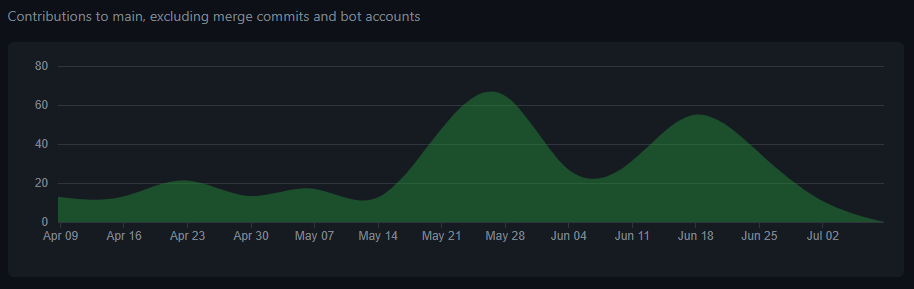 Contributions to main, excluding merge commits and bot accounts
80
60
40
20
0
Apr 09 Apr 16 Apr 23 Apr 30 May 07 May 14 May 21 May 28 Jun 04 Jun 11 Jun 18 Jun 25 Jul 02